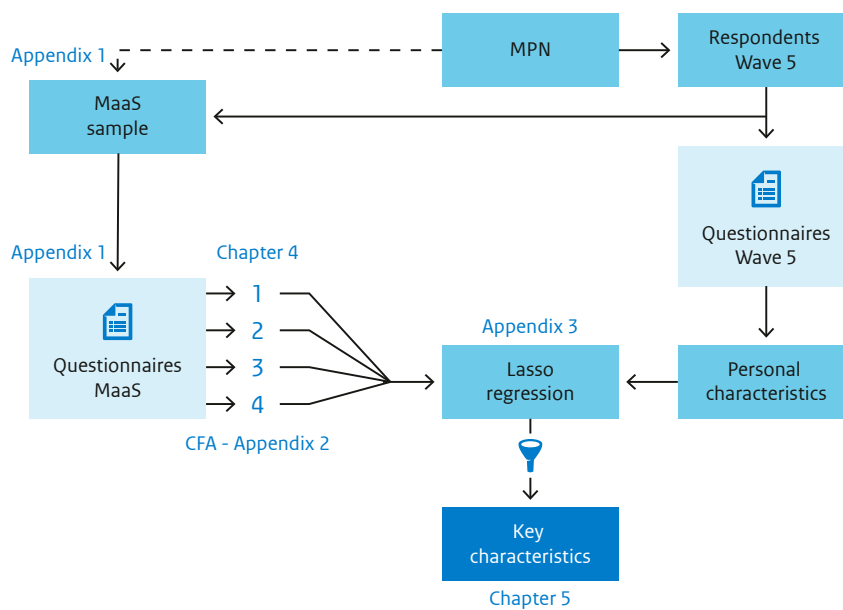 MPN
Respondents
Wave 5
Appendix 1
MaaS
sample
Questionnaires
Wave 5
Appendix 1
Chapter 4
Questionnaires
MaaS
1
2
3
4
CFA - Appendix 2
Appendix 3
Lasso
regression
Personal
characteristics
Key
characteristics
Chapter 5